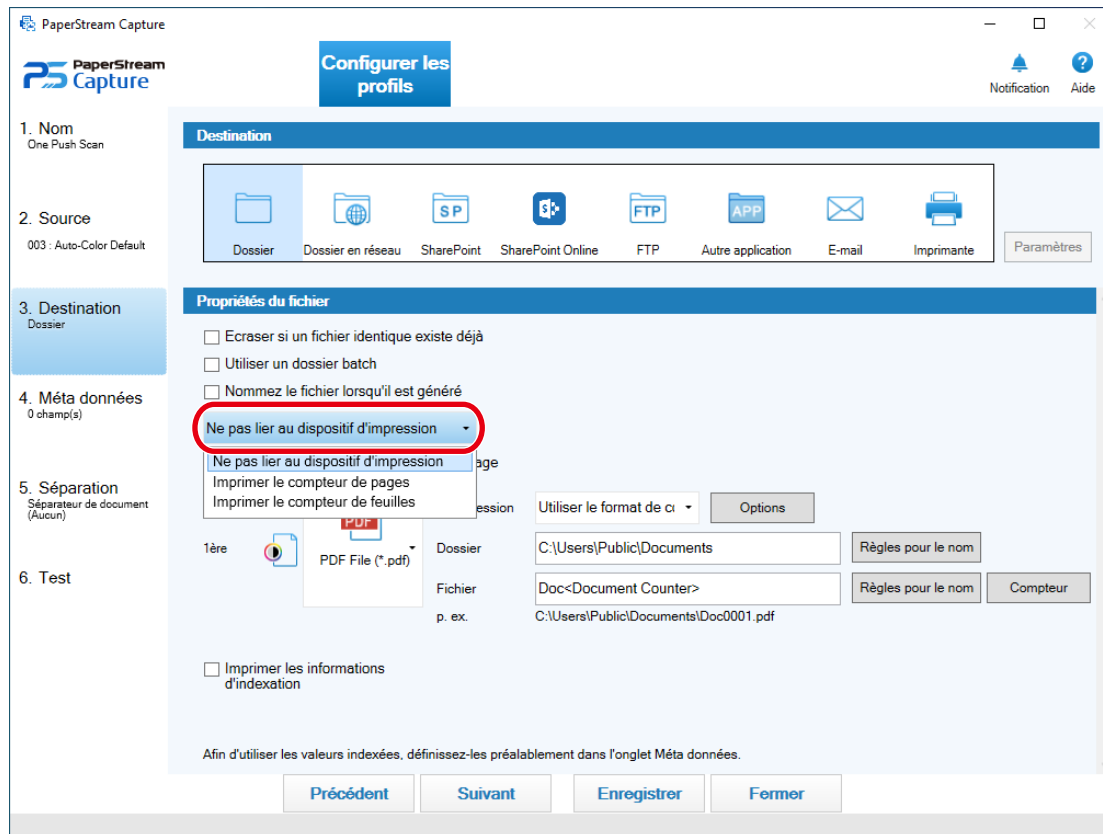 PaperStream Capture
PaperStream
Capture
Configurer les
profils
Notification
Aide
1. Nom
One Push Scan
2. Source
003 : Auto-Color Default
3. Destination
Dossier
4. Méta données
0 champ(s)
5. Séparation
Séparateur de document
(Aucun)
6. Test
Destination
Dossier
Dossier en réseau
SP
SharePoint
S
SharePoint Online
FTP
FTP
APP
Autre application
E-mail
Imprimante
Paramètres
Propriétés du fichier
Ecraser si un fichier identique existe déjà
Utiliser un dossier batch
Nommez le fichier lorsqu'il est généré
Ne pas lier au dispositif d'impression
Ne pas lier au dispositif d'impression
Imprimer le compteur de pages
Imprimer le compteur de feuilles
age
ession
Utiliser le format de
Options
1ère
PDF
PDF File (*.pdf)
Dossier
C:\Users\Public\Documents
Règles pour le nom
Fichier
Doc<Document Counter>
Règles pour le nom
Compteur
p. ex.
C:\Users\Public\Documents\Doc0001.pdf
Imprimer les informations
d'indexation
Afin d'utiliser les valeurs indexées, définissez-les préalablement dans l'onglet Méta données.
Précédent
Suivant
Enregistrer
Fermer